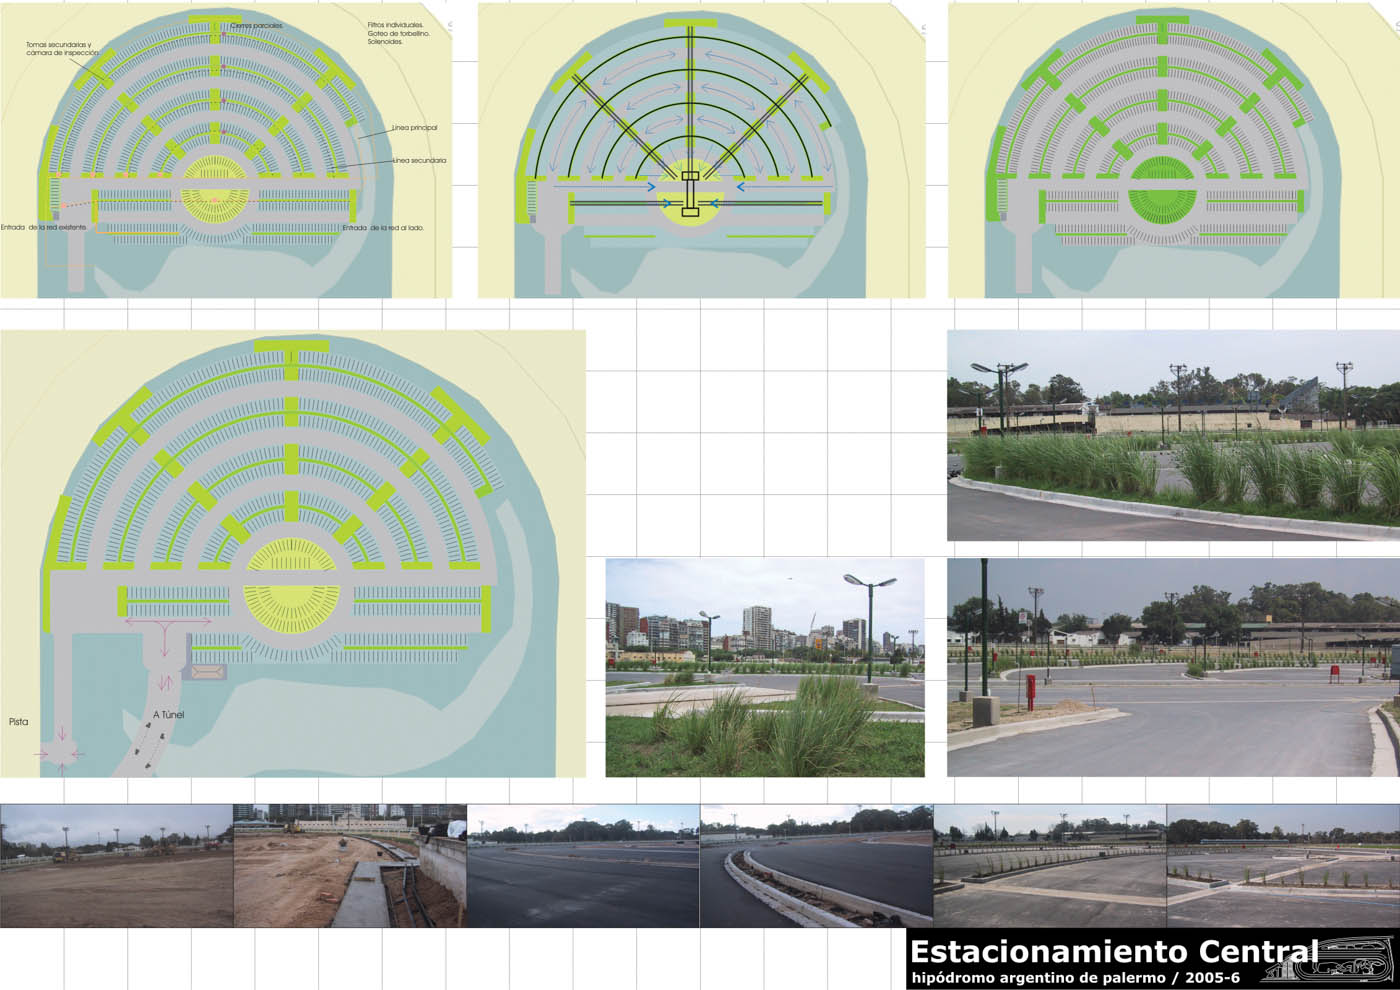 Cierres parciales.
Filtros individuales.
Goteo de torbellino.
Solenoides.
Tomas secundarias y
cámara de inspección
Línea principal
Línea secundaria
Entrada de la red existente.
Entrada de la red al lado.
Pista
A Túnel
Estacionamiento Central
hipódromo argentino de palermo / 2005-6